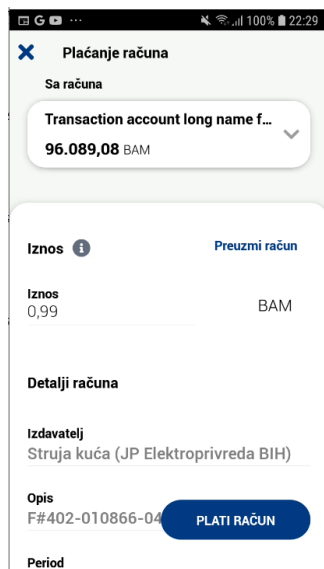 G ... 100% 22:29
Plaćanje računa
Sa računa
Transaction account long name f...
96.089,08 BAM
Iznos i Preuzmi račun
Iznos
0,99 BAM
Detalji računa
Izdavatelj
Struja kuća (JP Elektroprivreda BIH)
Opis
F#402-010866-04
PLATI RAČUN
Period